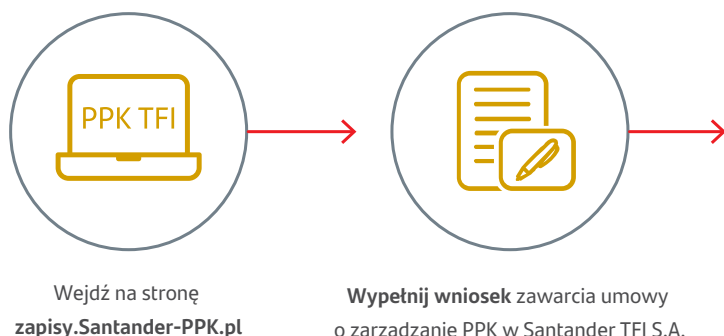 PPK TFI
Wejdź na stronę
zapisy.Santander-PPK.pl
Wypełnij wniosek zawarcia umowy
o zarządzanie PPK w Santander TFI S.A.